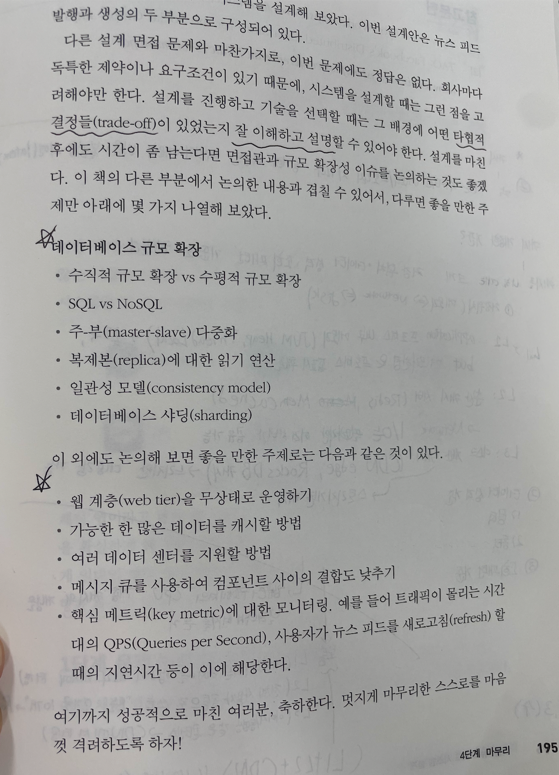 스템을 설계해 보았다. 이번 설계안은 뉴스 피드
발행과 생성의 두 부분으로 구성되어 있다.
다른 설계 면접 문제와 마찬가지로, 이번 문제에도 정답은 없다. 회사마다
독특한 제약이나 요구조건이 있기 때문에, 시스템을 설계할 때는 그런 점을 고
려해야만 한다. 설계를 진행하고 기술을 선택할 때는 그 배경에 어떤 타협적
결정들(trade-off)이 있었는지 잘 이해하고 설명할 수 있어야 한다. 설계를 마친
후에도 시간이 좀 남는다면 면접관과 규모 확장성 이슈를 논의하는 것도 좋겠
다. 이 책의 다른 부분에서 논의한 내용과 겹칠 수 있어서, 다루면 좋을 만한 주
제만 아래에 몇 가지 나열해 보았다.
데이터베이스 규모 확장
• 수직적 규모 확장 vs 수평적 규모 확장
• SQL vs NoSQL
• 주-부(master-slave) 다중화
• 복제본(replica)에 대한 읽기 연산
• 일관성 모델(consistency model)
• 데이터베이스 샤딩(sharding)
이 외에도 논의해 보면 좋을 만한 주제로는 다음과 같은 것이 있다.
• 웹 계층(web tier)을 무상태로 운영하기
• 가능한 한 많은 데이터를 캐시할 방법
• 여러 데이터 센터를 지원할 방법
• 메시지 큐를 사용하여 컴포넌트 사이의 결합도 낮추기
• 핵심 메트릭(key metric)에 대한 모니터링. 예를 들어 트래픽이 몰리는 시간
대의 QPS(Queries per Second), 사용자가 뉴스 피드를 새로고침(refresh) 할
때의 지연시간 등이 이에 해당한다.
여기까지 성공적으로 마친 여러분, 축하한다. 멋지게 마무리한 스스로를 마음
껏 격려하도록 하자!
4단계 마무리 195